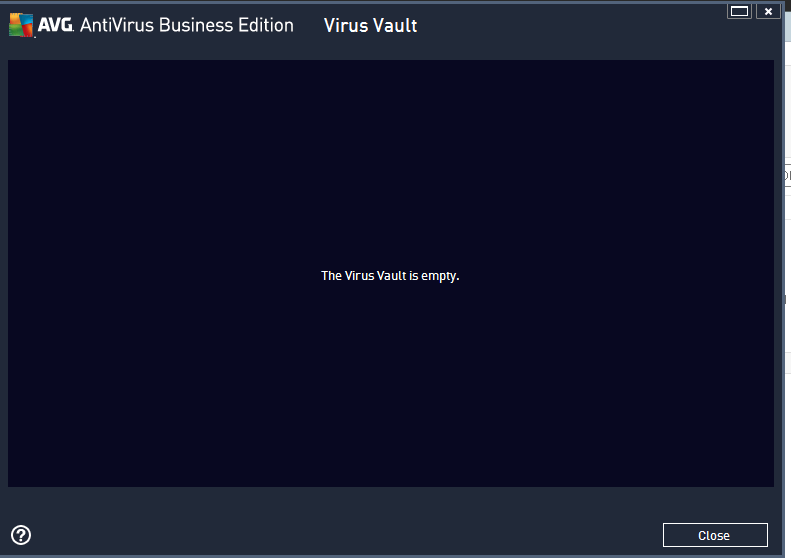 AVG. AntiVirus Business Edition Virus Vault
The Virus Vault is empty.
Close